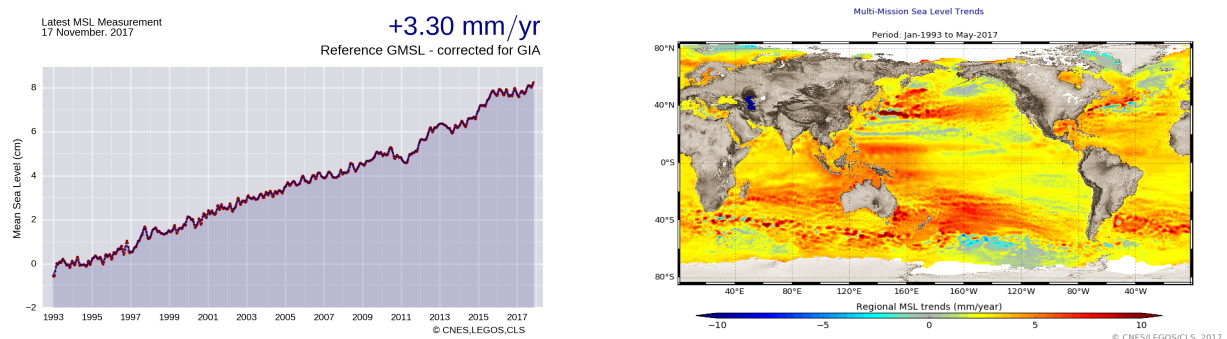 Latest MSL Measurement
17 November. 2017
+3.30 mm/yr
Reference GMSL - corrected for GIA
Mean Sea Level (cm)
8
6
4
2
0
−2
1993 1995 1997 1999 2001 2003 2005 2007 2009 2011 2013 2015 2017
© CNES,LEGOS,CLS
Multi-Mission Sea Level Trends
Period: Jan-1993 to May-2017
80°N
40°N
0°S
40°S
80°S
40°E 80°E 120°E 160°E 160°W 120°W 80°W 40°W
Regional MSL trends (mm/year)
−10 −5 0 5 10
© CNES/LEGOS/CLS, 2017